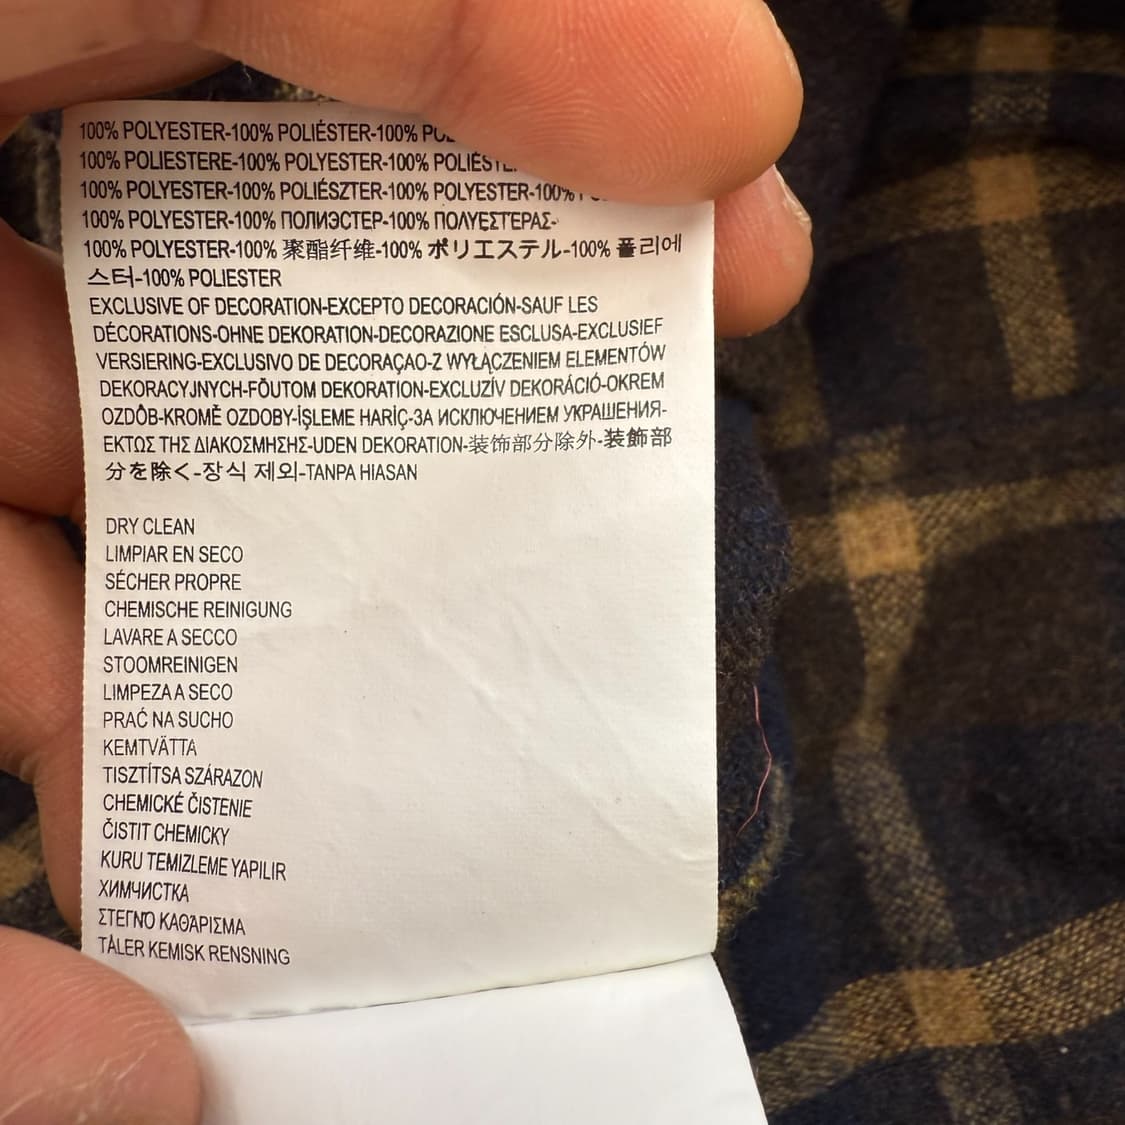 100% POLYESTER-100% POLIÉSTER-100%
100% POLIESTERE-100% POLYESTER-100%
100% POLYESTER-100% POLIÉSZTER-100% POLYESTER-100%
100% POLYESTER-100% ПОЛИЭСТЕР-100% ΠΟΛΥΕΣΤΈΡΑΣ-
100% POLYESTER-100% 聚酯纤维-100% ポリエステル-100% 폴리에
스터-100% POLIESTER
EXCLUSIVE OF DECORATION-EXCEPTO DECORACIÓN-SAUF LES
DÉCORATIONS-OHNE DEKORATION-DECORAZIONE ESCLUSA-EXCLUSIEF
VERSIERING-EXCLUSIVO DE DECORAÇAO-Z WYŁĄCZENIEM ELEMENTÓW
DEKORACYJNYCH-FÖUTOM DEKORATION-EXCLUZÍV DEKORÁCIÓ-OKREM
OZDÔB-KROMĚ OZDOBY-İŞLEME HARİÇ-ЗА ИСКЛЮЧЕНИЕМ УКРАШЕНИЯ-
ΕΚΤΟΣ ΤΗΣ ΔΙΑΚΟΣΜΗΣΗΣ-UDEN DEKORATION-装饰部分除外-装飾部
分を除く-장식 제외-TANPA HIASAN
DRY CLEAN
LIMPIAR EN SECO
SÉCHER PROPRE
CHEMISCHE REINIGUNG
LAVARE A SECCO
STOOMREINIGEN
LIMPEZA A SECO
PRAĆ NA SUCHO
KEMTVÄTTA
TISZTÍTSA SZÁRAZON
CHEMICKÉ ČISTENIE
ČISTIT CHEMICKY
KURU TEMIZLEME YAPILIR
ХИМЧИСТКА
ΣΤΕΓΝΌ ΚΑΘΆΡΙΣΜΑ
TÅLER KEMISK RENSNING